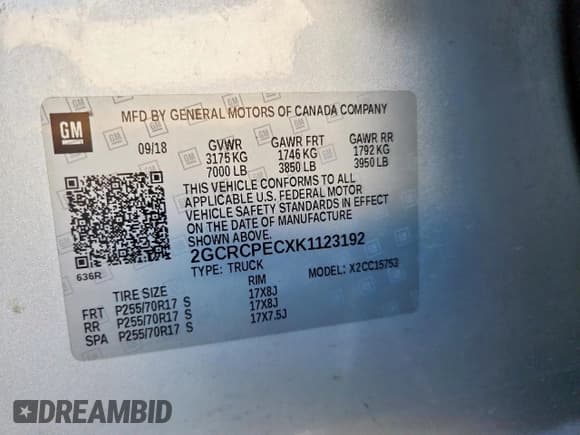 GM
MFD BY GENERAL MOTORS OF CANADA COMPANY
09/18 GVWR GAWR FRT GAWR RR
3175 KG 1746 KG 1792 KG
7000 LB 3850 LB 3950 LB
THIS VEHICLE CONFORMS TO ALL
APPLICABLE U.S. FEDERAL MOTOR
VEHICLE SAFETY STANDARDS IN EFFECT
ON THE DATE OF MANUFACTURE
SHOWN ABOVE.
2GCRCPECXK1123192
TYPE: TRUCK MODEL: X2CC15753
636R
TIRE SIZE RIM
FRT P255/70R17 S 17X8J
RR P255/70R17 S 17X8J
SPA P255/70R17 S 17X7.5J
DREAMBID